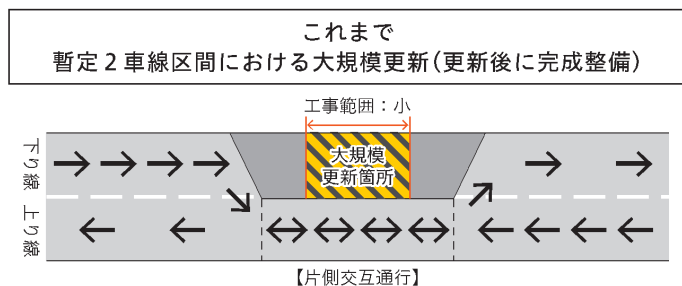 これまで
暫定2車線区間における大規模更新(更新後に完成整備)
工事範囲：小
下り線
大規模
更新箇所
上り線
【片側交互通行】